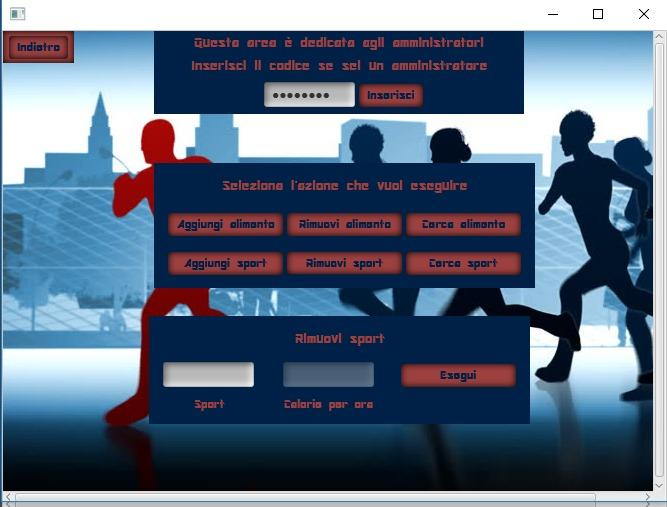 Indietro
Questa area è dedicata agli amministratori
Inserisci il codice se sei un amministratore
●●●●●●●● Inserisci
Seleziona l'azione che vuoi eseguire
Aggiungi alimento Rimuovi alimento Cerca alimento
Aggiungi sport Rimuovi sport Cerca sport
Rimuovi sport
Esegui
Sport Calorie per ora